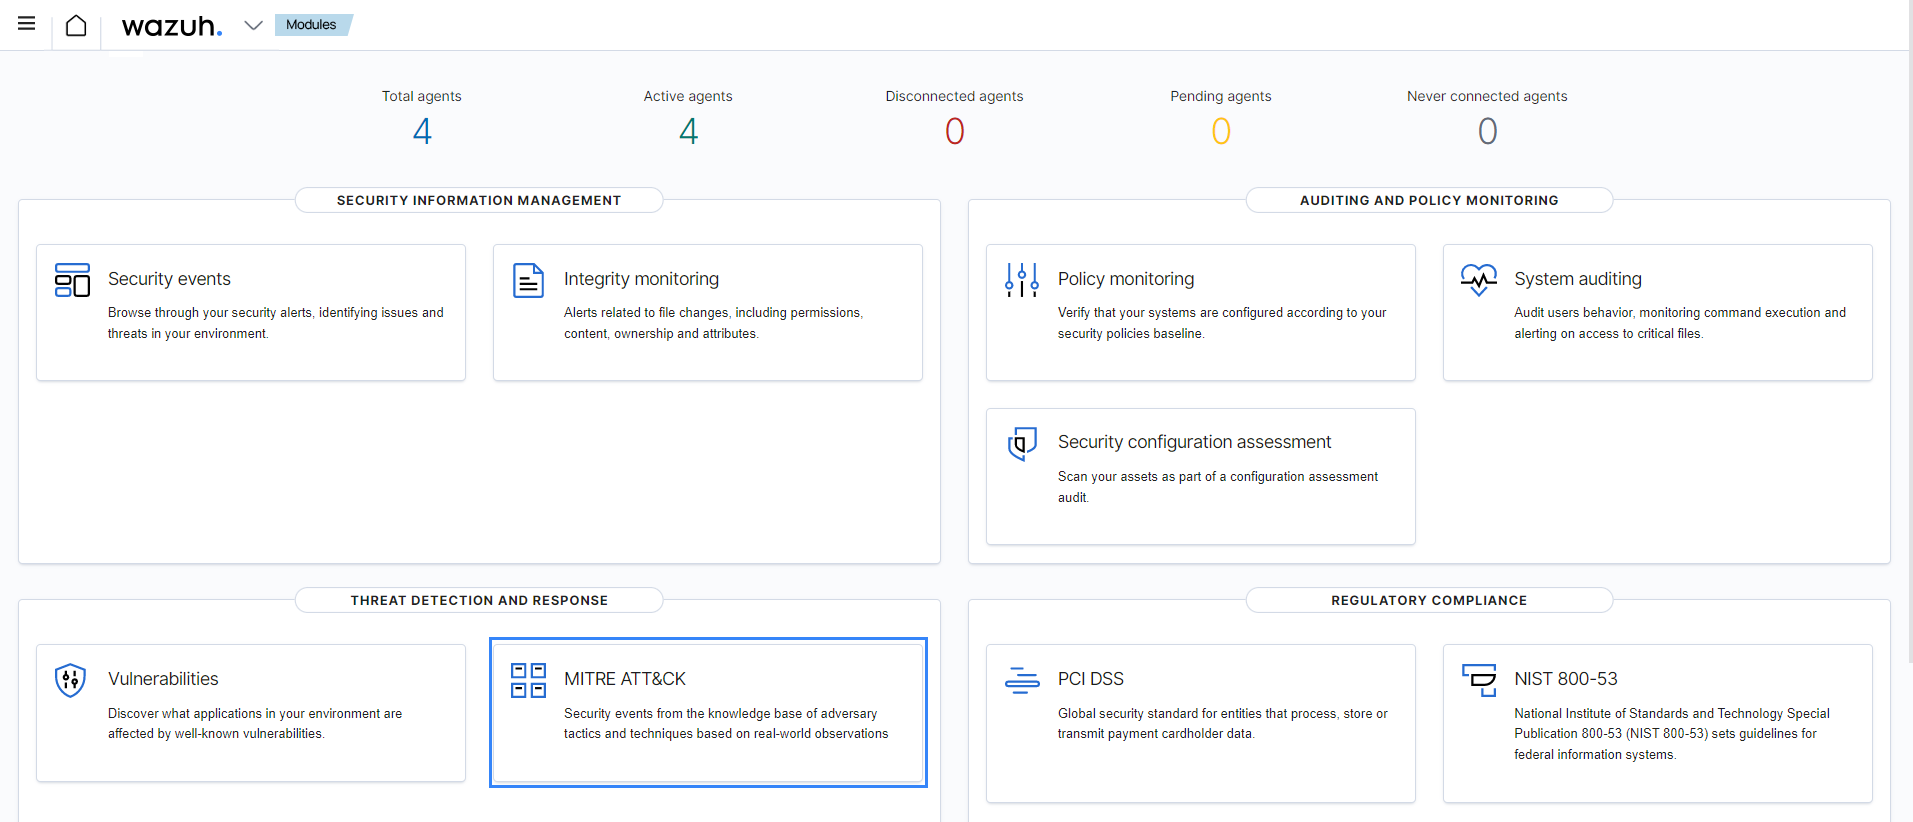 wazuh.
Modules
Total agents
4
Active agents
4
Disconnected agents
0
Pending agents
0
Never connected agents
0
SECURITY INFORMATION MANAGEMENT
Security events
Browse through your security alerts, identifying issues and
threats in your environment.
Integrity monitoring
Alerts related to file changes, including permissions,
content, ownership and attributes.
AUDITING AND POLICY MONITORING
Policy monitoring
Verify that your systems are configured according to your
security policies baseline.
System auditing
Audit users behavior, monitoring command execution and
alerting on access to critical files.
Security configuration assessment
Scan your assets as part of a configuration assessment
audit.
THREAT DETECTION AND RESPONSE
Vulnerabilities
Discover what applications in your environment are
affected by well-known vulnerabilities.
MITRE ATT&CK
Security events from the knowledge base of adversary
tactics and techniques based on real-world observations
REGULATORY COMPLIANCE
PCI DSS
Global security standard for entities that process, store or
transmit payment cardholder data.
NIST 800-53
National Institute of Standards and Technology Special
Publication 800-53 (NIST 800-53) sets guidelines for
federal information systems.